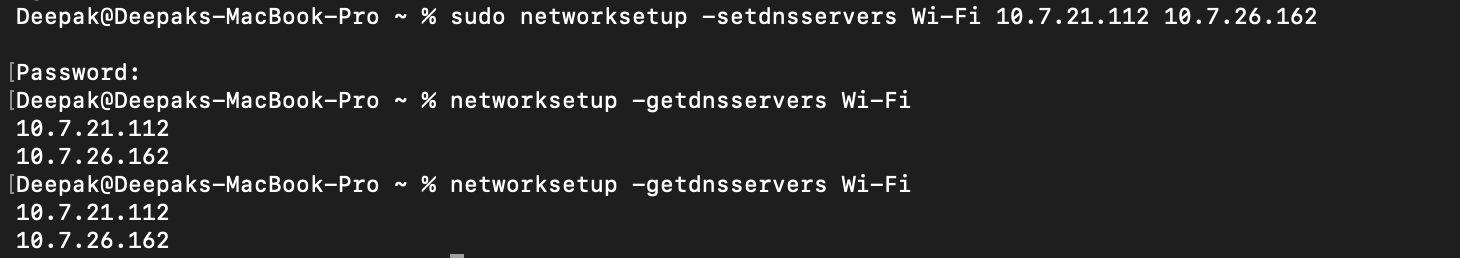 Deepak@Deepaks-MacBook-Pro ~ % sudo networksetup -setdnsservers Wi-Fi 10.7.21.112 10.7.26.162
[Password:
[Deepak@Deepaks-MacBook-Pro ~ % networksetup -getdnsservers Wi-Fi
10.7.21.112
10.7.26.162
[Deepak@Deepaks-MacBook-Pro ~ % networksetup -getdnsservers Wi-Fi
10.7.21.112
10.7.26.162